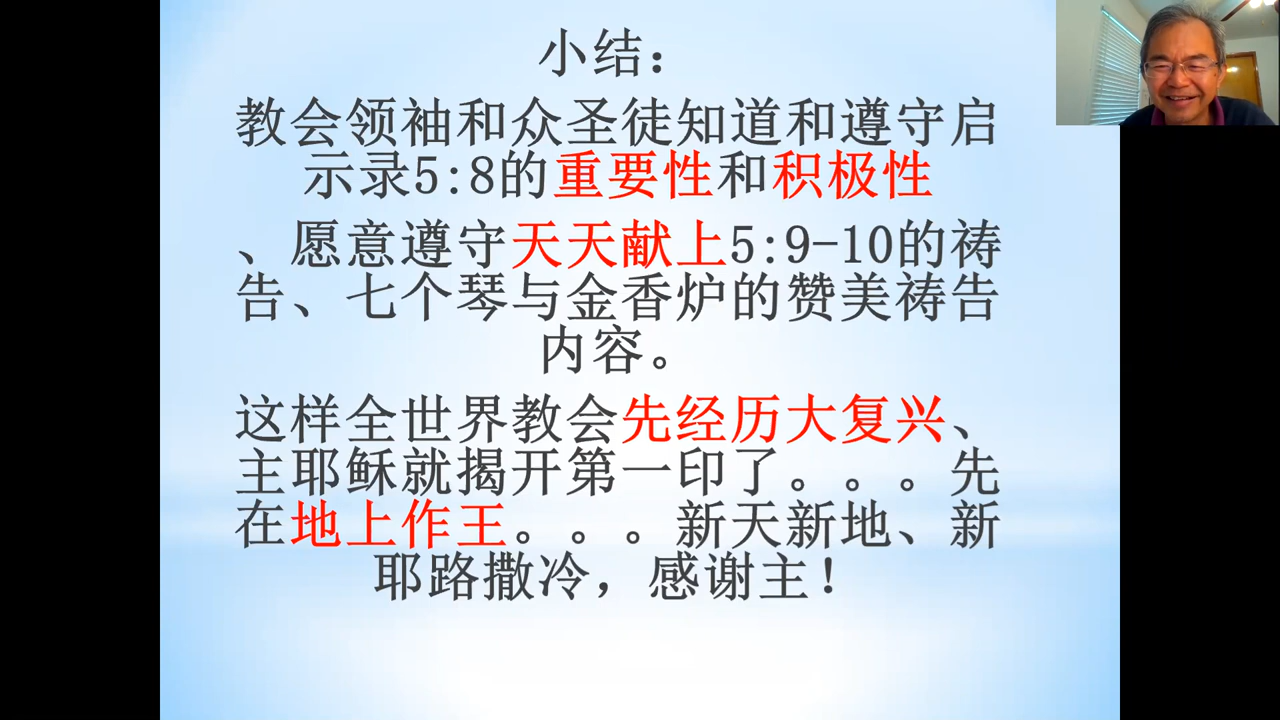 小结：
教会领袖和众圣徒知道和遵守启
示录5:8的重要性和积极性
、愿意遵守天天献上5:9-10的祷
告、七个琴与金香炉的赞美祷告
内容。
这样全世界教会先经历大复兴、
主耶稣就揭开第一印了。。。先
在地上作王。。。新天新地、新
耶路撒冷，感谢主！